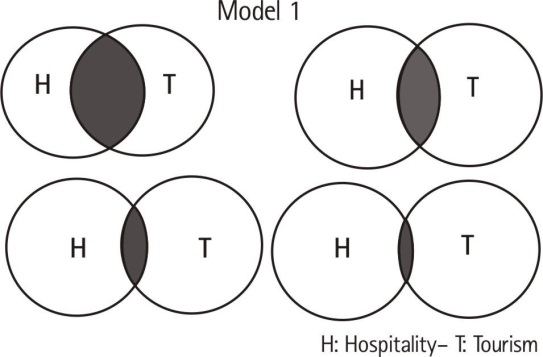 Model 1
H T
H T
H T
H T
H: Hospitality– T: Tourism